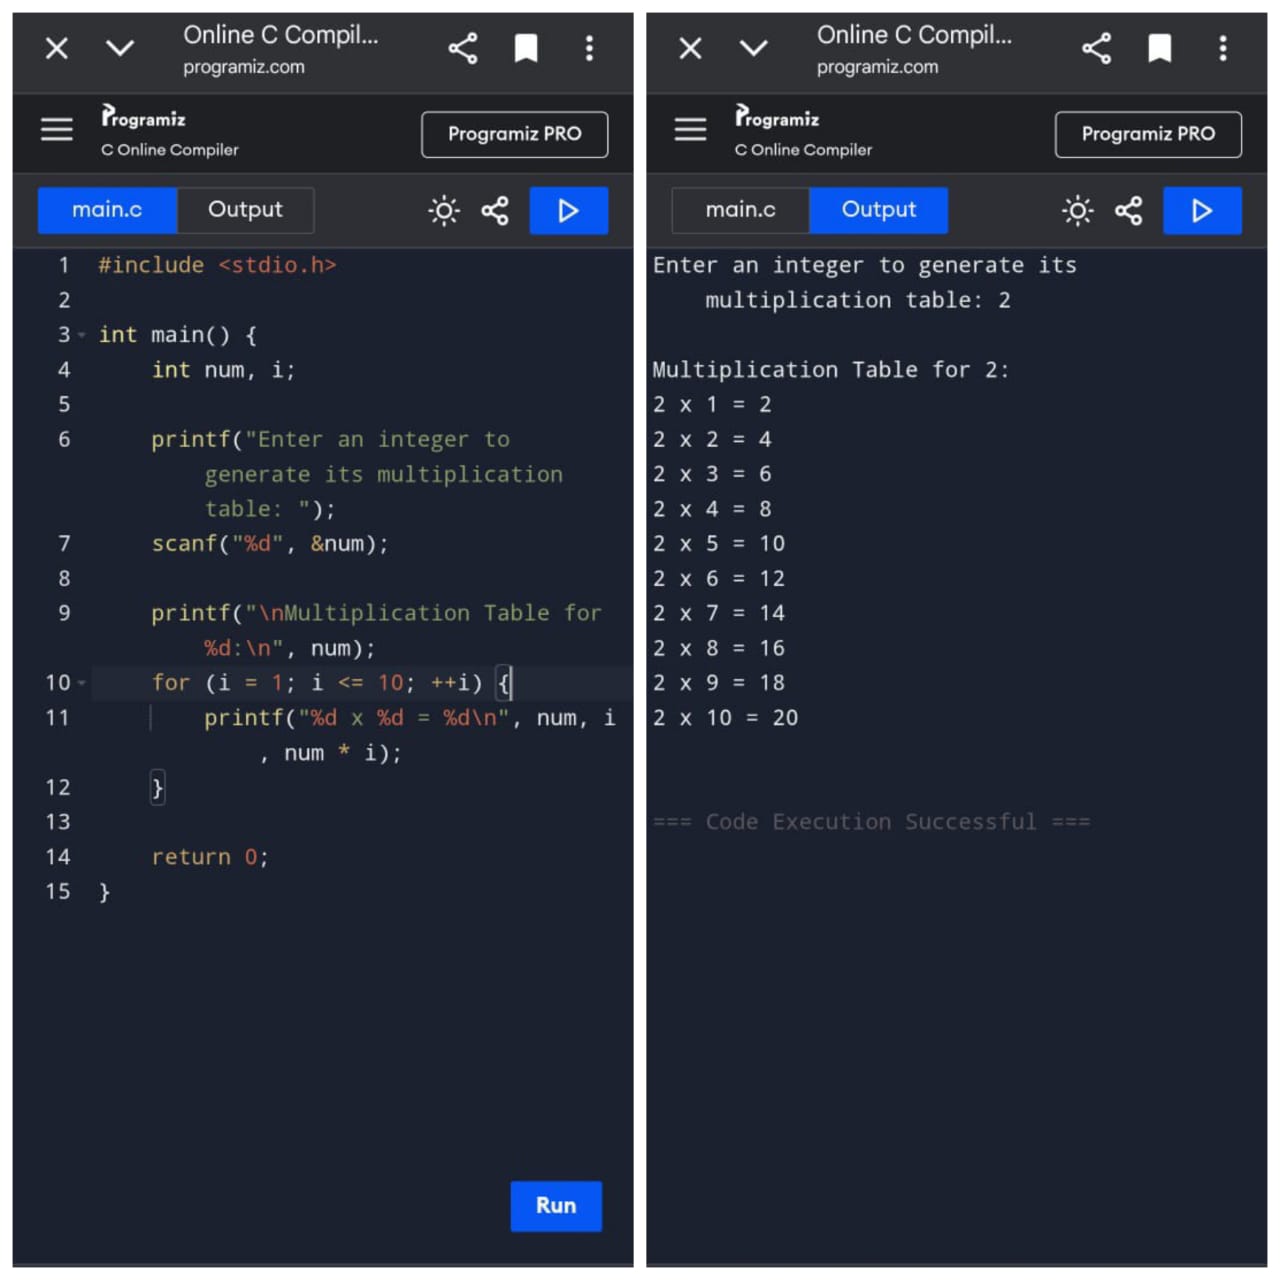 Online C Compil...
programiz.com
Programiz
C Online Compiler
Programiz PRO
main.c
Output
1 #include <stdio.h>
2
3 int main() {
4     int num, i;
5
6     printf("Enter an integer to
        generate its multiplication
        table: ");
7     scanf("%d", &num);
8
9     printf("\nMultiplication Table for
        %d:\n", num);
10     for (i = 1; i <= 10; ++i) {
11         printf("%d x %d = %d\n", num, i
            , num * i);
12     }
13
14     return 0;
15 }
Run
Online C Compil...
programiz.com
Programiz
C Online Compiler
Programiz PRO
main.c
Output
Enter an integer to generate its
    multiplication table: 2

Multiplication Table for 2:
2 x 1 = 2
2 x 2 = 4
2 x 3 = 6
2 x 4 = 8
2 x 5 = 10
2 x 6 = 12
2 x 7 = 14
2 x 8 = 16
2 x 9 = 18
2 x 10 = 20

=== Code Execution Successful ===